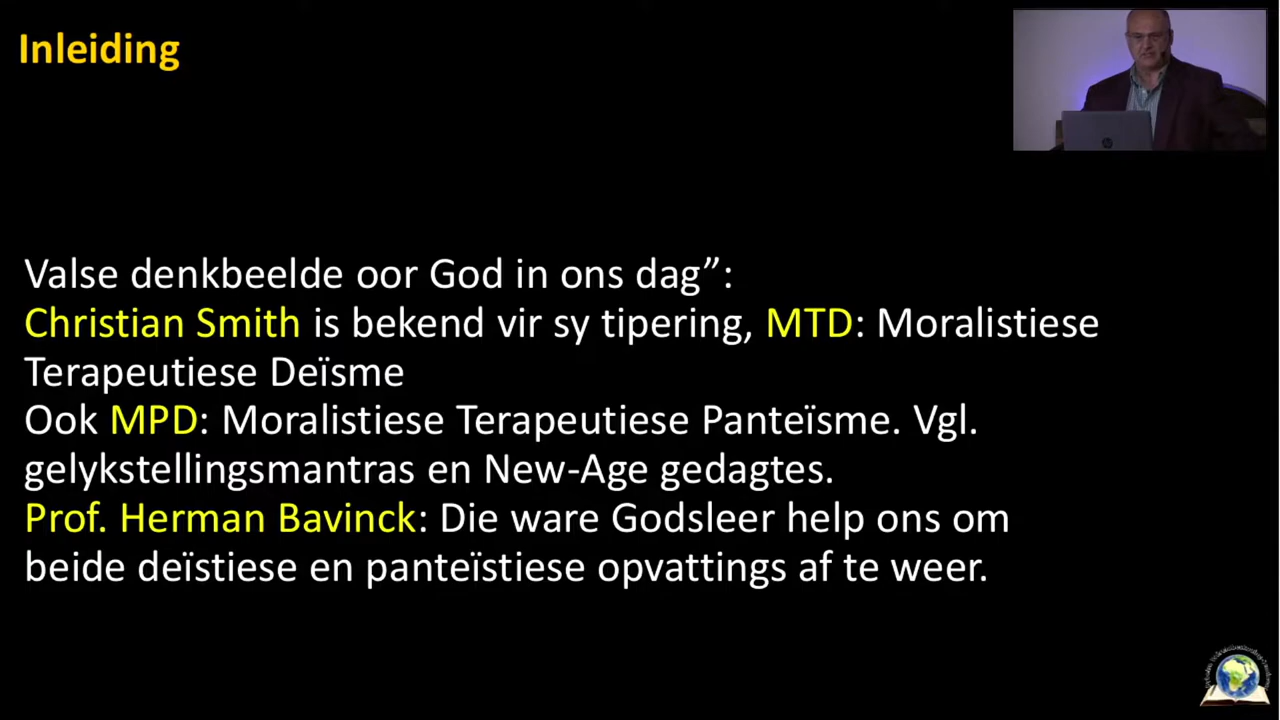 Inleiding
Valse denkbeelde oor God in ons dag”:
Christian Smith is bekend vir sy tipering, MTD: Moralistiese
Terapeutiese Deïsme
Ook MPD: Moralistiese Terapeutiese Panteïsme. Vgl.
gelykstellingsmantras en New-Age gedagtes.
Prof. Herman Bavinck: Die ware Godsleer help ons om
beide deïstiese en panteïstiese opvattings af te weer.